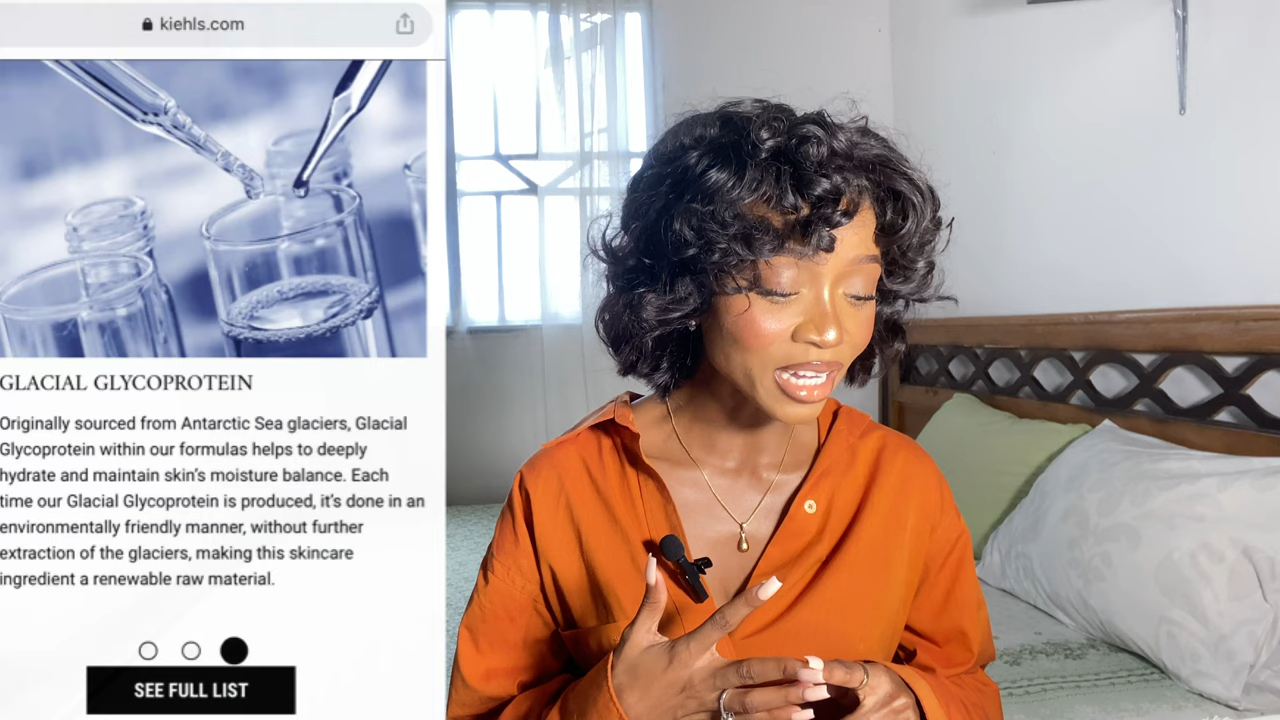 kiehls.com
GLACIAL GLYCOPROTEIN
Originally sourced from Antarctic Sea glaciers, Glacial
Glycoprotein within our formulas helps to deeply
hydrate and maintain skin's moisture balance. Each
time our Glacial Glycoprotein is produced, it's done in an
environmentally friendly manner, without further
extraction of the glaciers, making this skincare
ingredient a renewable raw material.
SEE FULL LIST